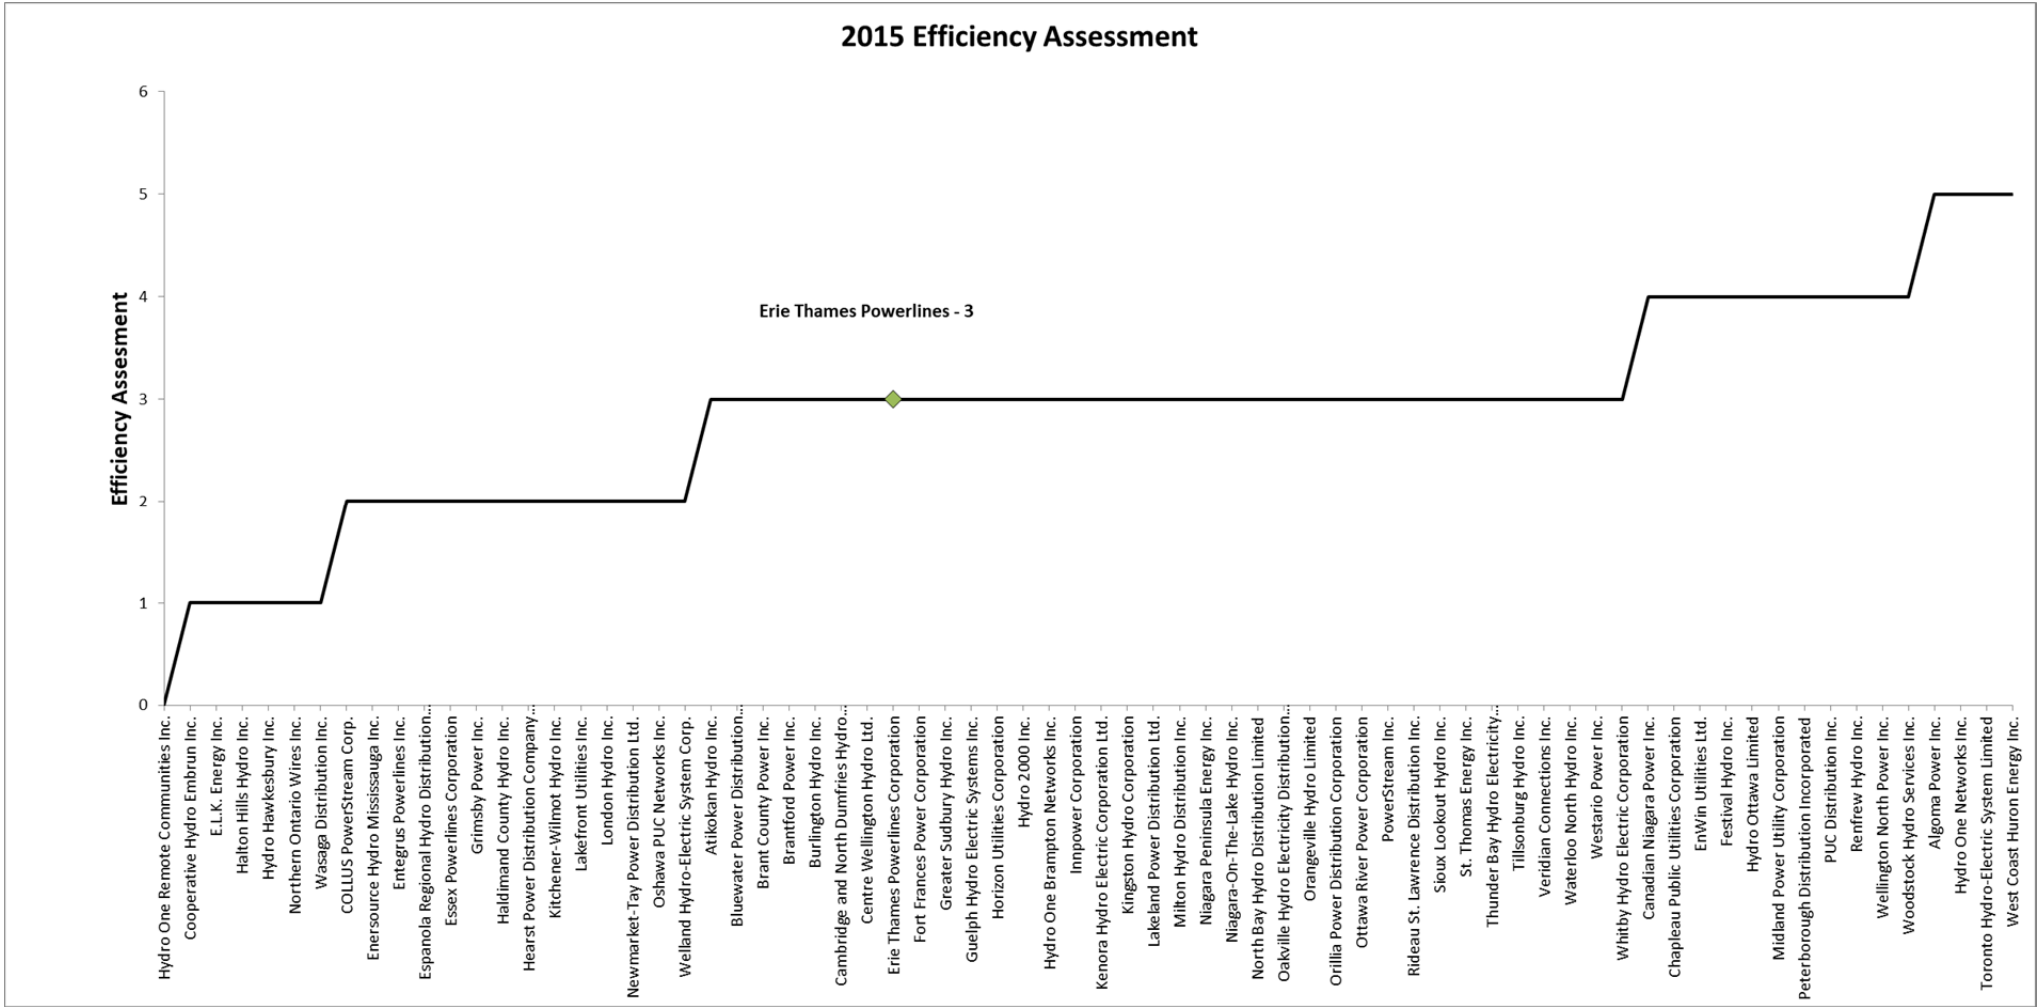 2015 Efficiency Assessment
6
5
4
3
2
1
0
Efficiency Assesment
Erie Thames Powerlines - 3
Hydro One Remote Communities Inc.
Cooperative Hydro Embrun Inc.
E.L.K. Energy Inc.
Halton Hills Hydro Inc.
Hydro Hawkesbury Inc.
Northern Ontario Wires Inc.
Wasaga Distribution Inc.
COLLUS PowerStream Corp.
Enersource Hydro Mississauga Inc.
Entegrus Powerlines Inc.
Espanola Regional Hydro Distribution...
Essex Powerlines Corporation
Grimsby Power Inc.
Haldimand County Hydro Inc.
Hearst Power Distribution Company...
Kitchener-Wilmot Hydro Inc.
Lakefront Utilities Inc.
London Hydro Inc.
Newmarket-Tay Power Distribution Ltd.
Oshawa PUC Networks Inc.
Welland Hydro-Electric System Corp.
Atikokan Hydro Inc.
Bluewater Power Distribution...
Brant County Power Inc.
Brantford Power Inc.
Burlington Hydro Inc.
Cambridge and North Dumfries Hydro...
Centre Wellington Hydro Ltd.
Erie Thames Powerlines Corporation
Fort Frances Power Corporation
Greater Sudbury Hydro Inc.
Guelph Hydro Electric Systems Inc.
Horizon Utilities Corporation
Hydro 2000 Inc.
Hydro One Brampton Networks Inc.
Innpower Corporation
Kenora Hydro Electric Corporation Ltd.
Kingston Hydro Corporation
Lakeland Power Distribution Ltd.
Milton Hydro Distribution Inc.
Niagara Peninsula Energy Inc.
Niagara-On-The-Lake Hydro Inc.
North Bay Hydro Distribution Limited
Oakville Hydro Electricity Distribution...
Orangeville Hydro Limited
Orillia Power Distribution Corporation
Ottawa River Power Corporation
PowerStream Inc.
Rideau St. Lawrence Distribution Inc.
Sioux Lookout Hydro Inc.
St. Thomas Energy Inc.
Thunder Bay Hydro Electricity...
Tillsonburg Hydro Inc.
Veridian Connections Inc.
Waterloo North Hydro Inc.
Westario Power Inc.
Whitby Hydro Electric Corporation
Canadian Niagara Power Inc.
Chapleau Public Utilities Corporation
EnWin Utilities Ltd.
Festival Hydro Inc.
Hydro Ottawa Limited
Midland Power Utility Corporation
Peterborough Distribution Incorporated
PUC Distribution Inc.
Renfrew Hydro Inc.
Wellington North Power Inc.
Woodstock Hydro Services Inc.
Algoma Power Inc.
Hydro One Networks Inc.
Toronto Hydro-Electric System Limited
West Coast Huron Energy Inc.